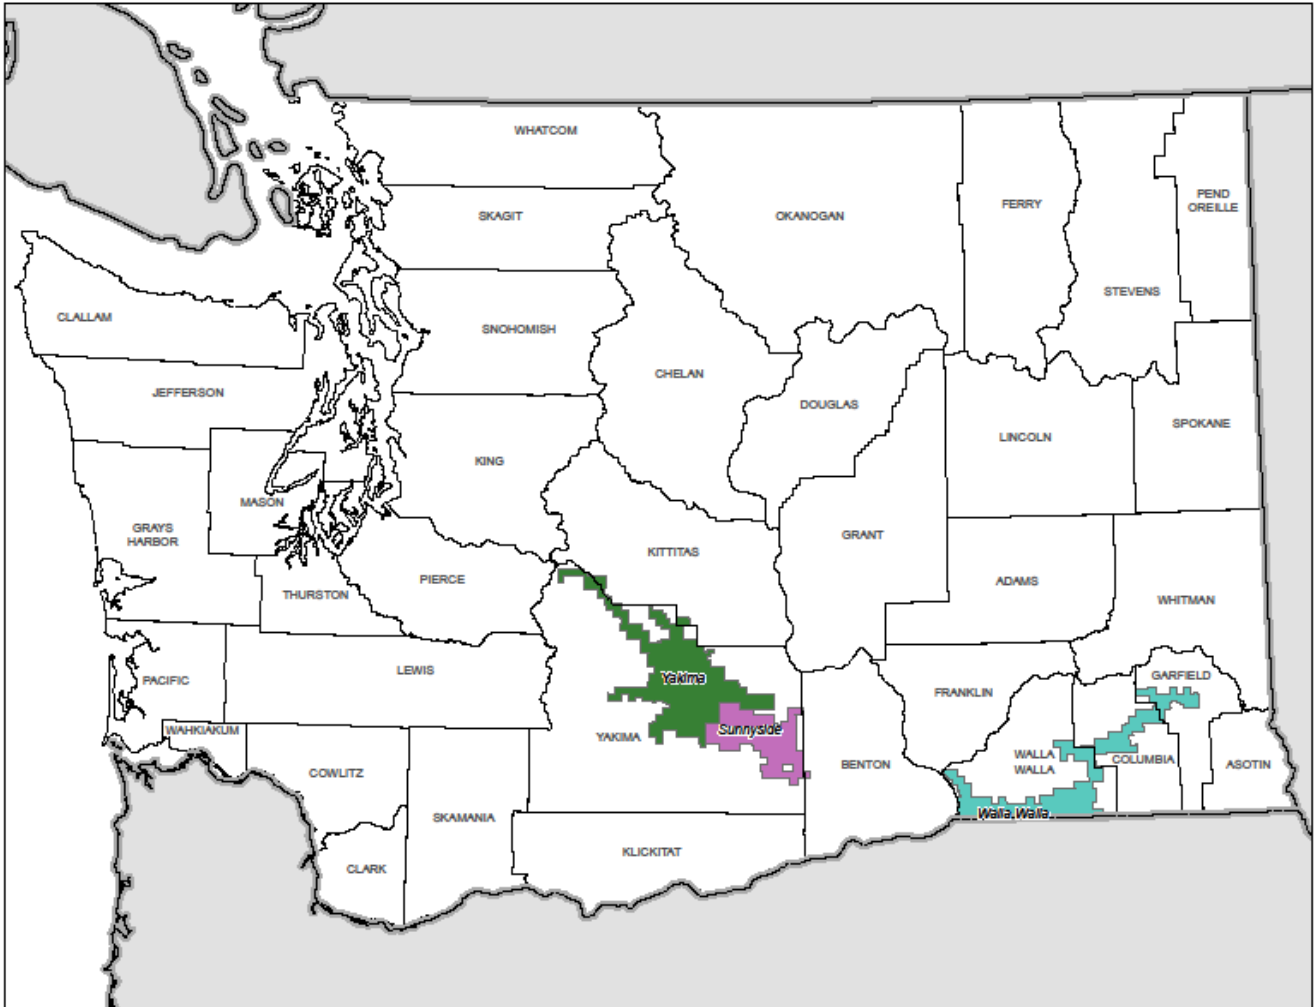 WHATCOM
SKAGIT
OKANOGAN
FERRY
PEND
OREILLE
STEVENS
CLALLAM
SNOHOMISH
JEFFERSON
CHELAN
DOUGLAS
SPOKANE
LINCOLN
KING
MASON
GRAYS
HARBOR
KITTITAS
GRANT
PIERCE
ADAMS
THURSTON
WHITMAN
LEWIS
PACIFIC
Yakima
FRANKLIN
GARFIELD
WAHKIAKUM
YAKIMA
Sunnyside
WALLA
WALLA
COLUMBIA
BENTON
ASOTIN
COWLITZ
SKAMANIA
Walla Walla
KLICKITAT
CLARK